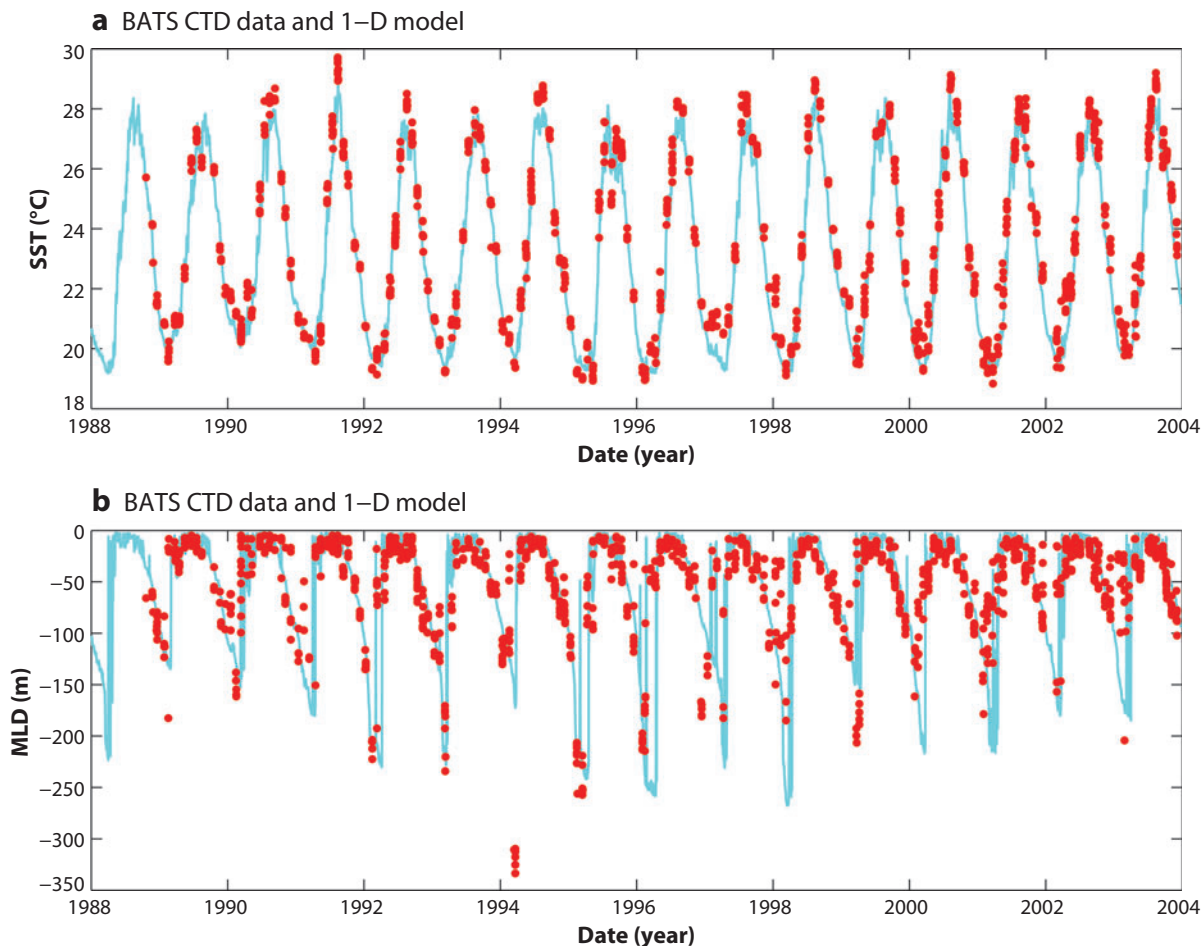 a BATS CTD data and 1–D model
30
28
26
24
22
20
18
SST (°C)
1988 1990 1992 1994 1996 1998 2000 2002 2004
Date (year)
b BATS CTD data and 1–D model
0
−50
−100
−150
−200
−250
−300
−350
MLD (m)
1988 1990 1992 1994 1996 1998 2000 2002 2004
Date (year)